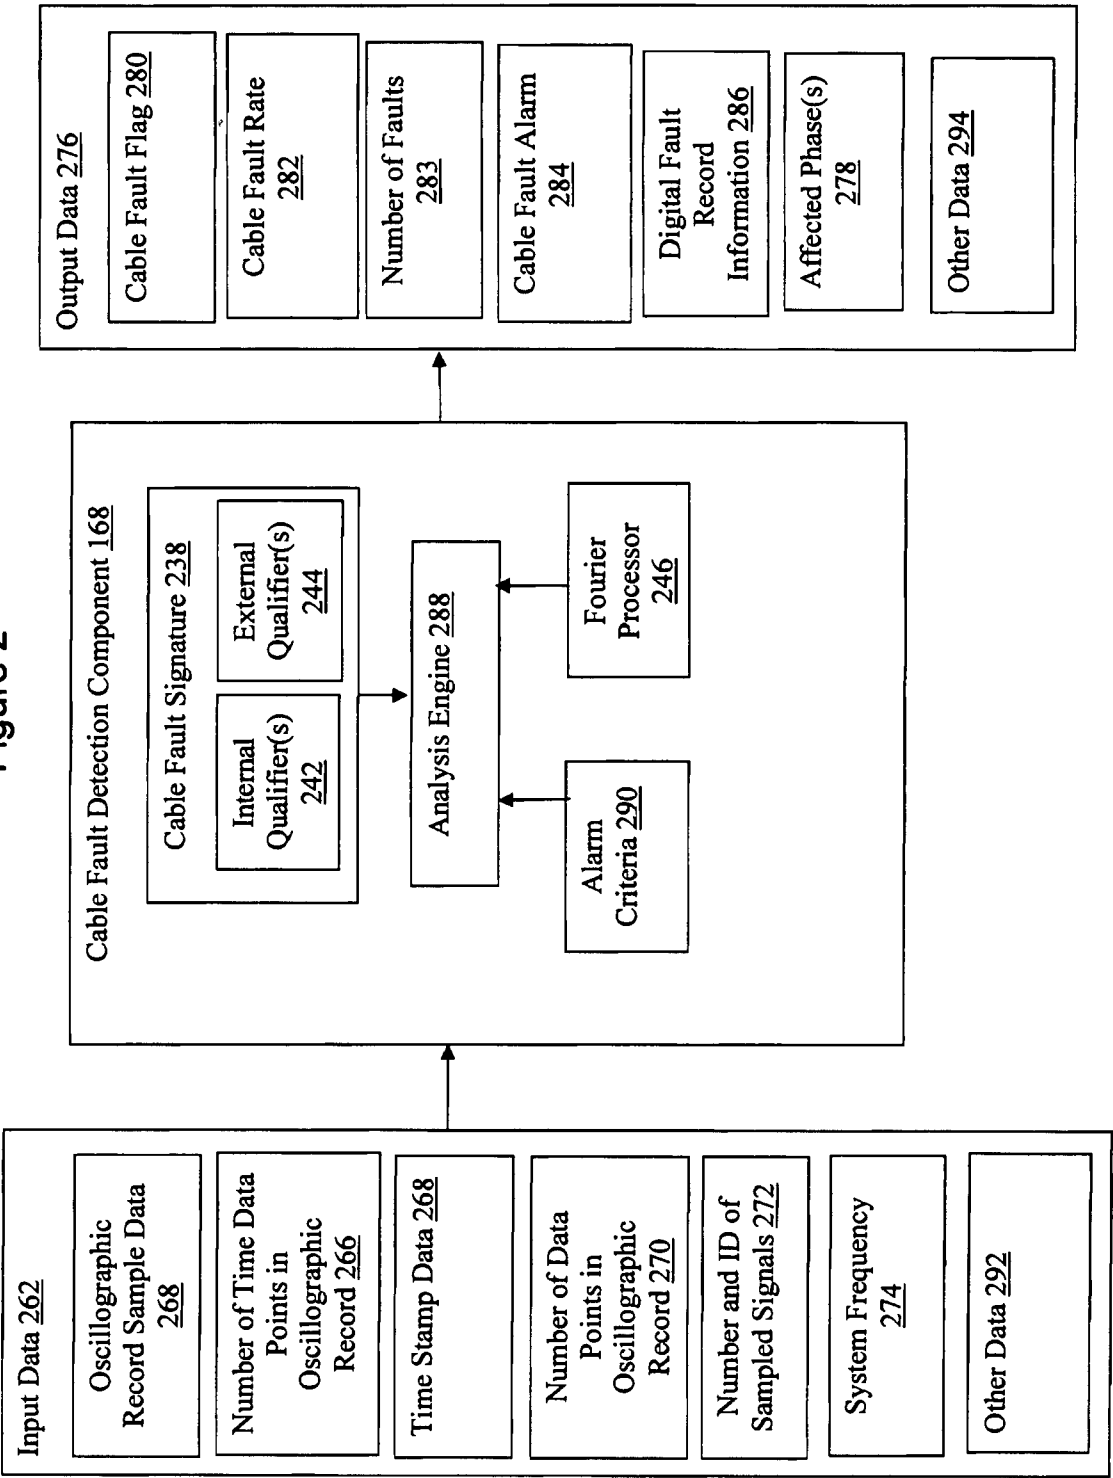 Figure 2
Input Data 262
Oscillographic
Record Sample Data
268
Number of Time Data
Points in
Oscillographic
Record 266
Time Stamp Data 268
Number of Data
Points in
Oscillographic
Record 270
Number and ID of
Sampled Signals 272
System Frequency
274
Other Data 292
Cable Fault Detection Component 168
Cable Fault Signature 238
Internal
Qualifier(s)
242
External
Qualifier(s)
244
Analysis Engine 288
Alarm
Criteria 290
Fourier
Processor
246
Output Data 276
Cable Fault Flag 280
Cable Fault Rate
282
Number of Faults
283
Cable Fault Alarm
284
Digital Fault
Record
Information 286
Affected Phase(s)
278
Other Data 294